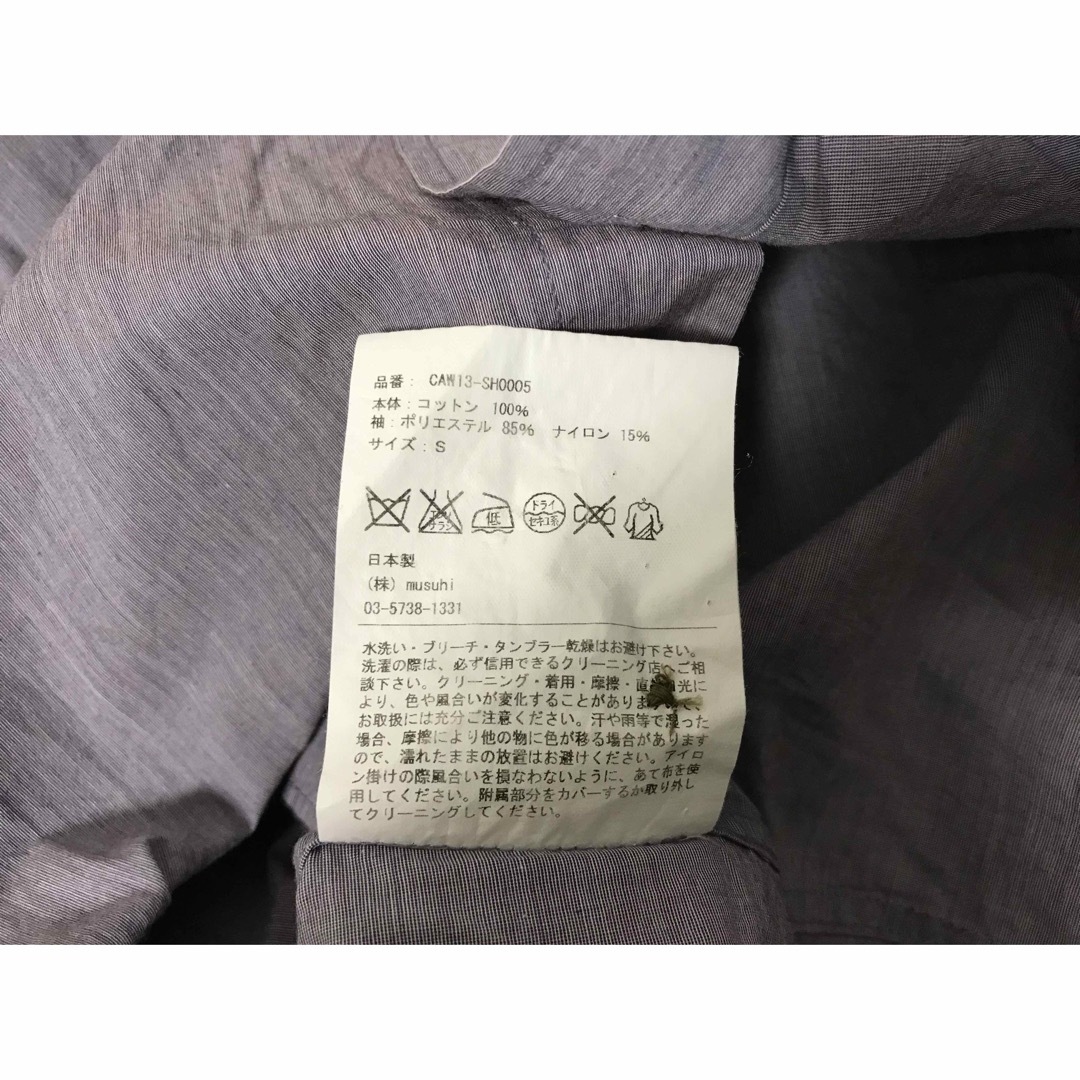 品番： CAW13-SH0005
本体：コットン 100%
袖：ポリエステル 85% ナイロン 15%
サイズ：S
低 ドライ セキユ系
日本製
(株) musuhi
03-5738-1331
水洗い・ブリーチ・タンブラー乾燥はお避け下さい。
洗濯の際は、必ず信用できるクリーニング店へご相
談下さい。クリーニング・着用・摩擦・直 光に
より、色や風合いが変化することがありま
お取扱には充分ご注意ください。汗や雨等で湿った
場合、摩擦により他の物に色が移る場合があります
ので、濡れたままの放置はお避けください。アイロ
ン掛けの際風合いを損なわないように、あて布を使
用してください。附属部分をカバーするか取り外し
てクリーニングしてください。